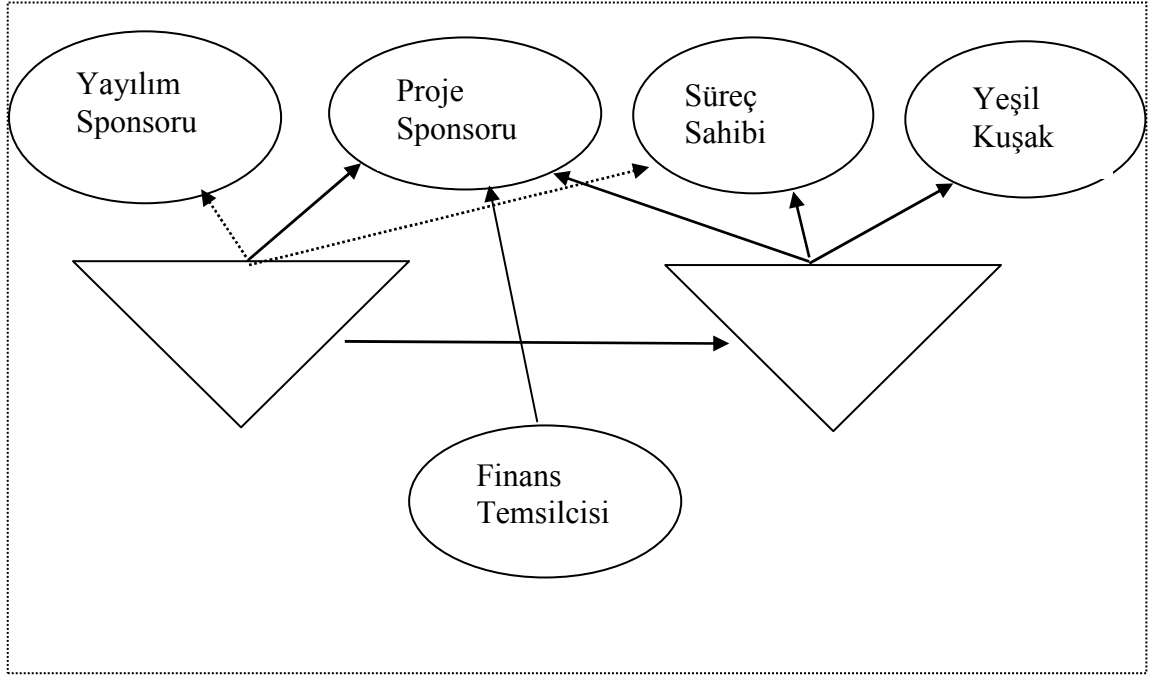 Yayılım
Sponsoru
Proje
Sponsoru
Süreç
Sahibi
Yeşil
Kuşak
Finans
Temsilcisi